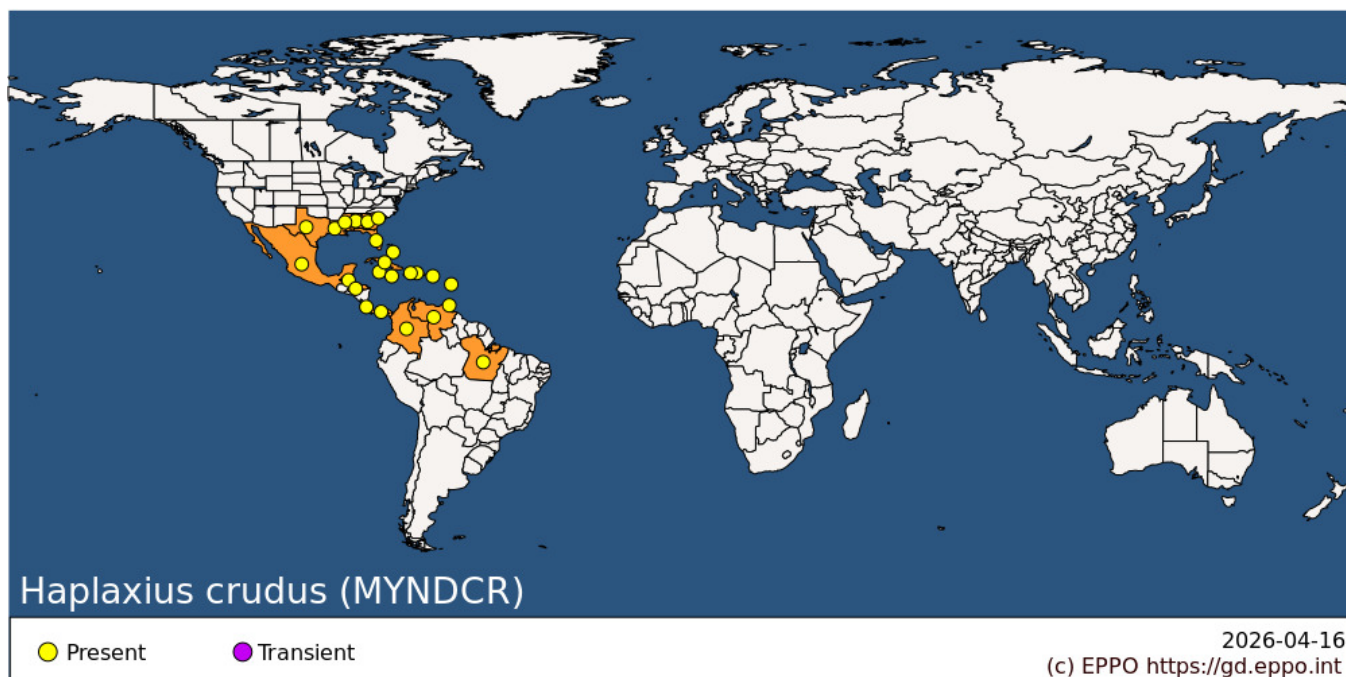 Haplaxius crudus (MYNDCR)
Present
Transient
2026-04-16
(c) EPPO https://gd.eppo.int